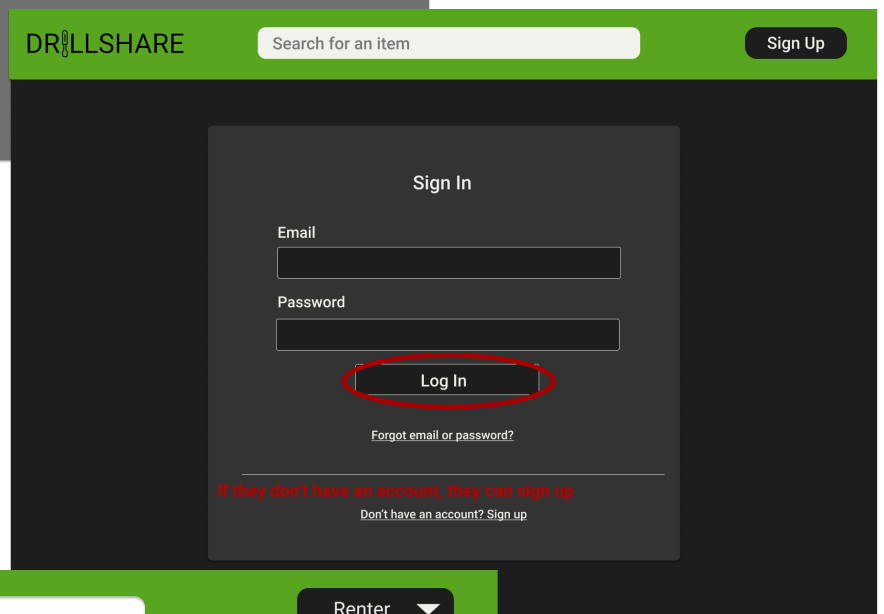 DRILLSHARE
Search for an item
Sign Up
Sign In
Email
Password
Log In
Forgot email or password?
If they don't have an account, they can sign up
Don't have an account? Sign up
Renter